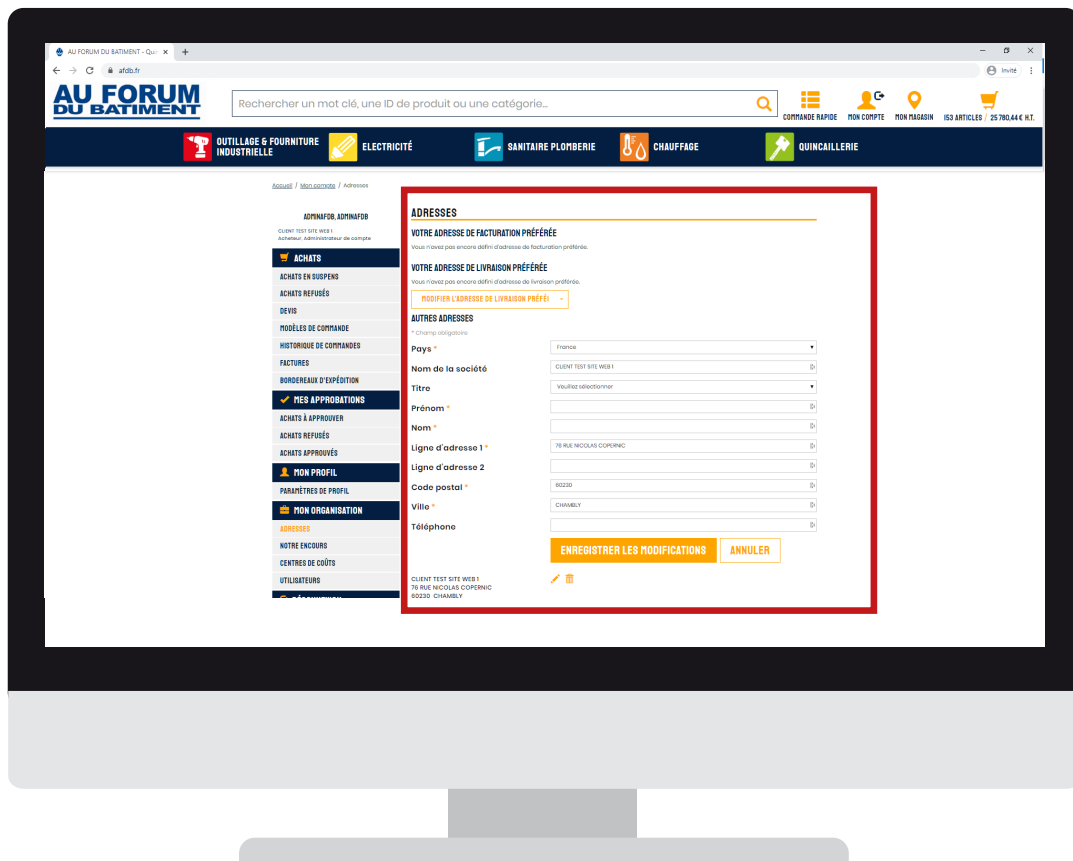 AU FORUM DU BATIMENT - Qui
afdb.fr
Invité
AU FORUM
DU BATIMENT
Rechercher un mot clé, une ID de produit ou une catégorie...
COMMANDE RAPIDE
MON COMPTE
MON MAGASIN
153 ARTICLES / 25 780,44 € H.T.
OUTILLAGE & FOURNITURE
INDUSTRIELLE
ELECTRICITÉ
SANITAIRE PLOMBERIE
CHAUFFAGE
QUINCAILLERIE
Accueil / Mon compte / Adresses
ADMINAFDB, ADMINAFDB
CLIENT TEST SITE WEB 1
Acheteur, Administrateur de compte
ACHATS
ACHATS EN SUSPENS
ACHATS REFUSÉS
DEVIS
MODÈLES DE COMMANDE
HISTORIQUE DE COMMANDES
FACTURES
BORDEREAUX D'EXPÉDITION
MES APPROBATIONS
ACHATS À APPROUVER
ACHATS REFUSÉS
ACHATS APPROUVÉS
MON PROFIL
PARAMÈTRES DE PROFIL
MON ORGANISATION
ADRESSES
NOTRE ENCOURS
CENTRES DE COÛTS
UTILISATEURS
ADRESSES
VOTRE ADRESSE DE FACTURATION PRÉFÉRÉE
Vous n'avez pas encore défini d'adresse de facturation préférée.
VOTRE ADRESSE DE LIVRAISON PRÉFÉRÉE
Vous n'avez pas encore défini d'adresse de livraison préférée.
MODIFIER L'ADRESSE DE LIVRAISON PRÉFÉI
AUTRES ADRESSES
* Champ obligatoire
Pays * France
Nom de la société CLIENT TEST SITE WEB 1
Titre Veuillez sélectionner
Prénom *
Nom *
Ligne d'adresse 1 * 76 RUE NICOLAS COPERNIC
Ligne d'adresse 2
Code postal * 60230
Ville * CHAMBLY
Téléphone
ENREGISTRER LES MODIFICATIONS
ANNULER
CLIENT TEST SITE WEB 1
76 RUE NICOLAS COPERNIC
60230 CHAMBLY